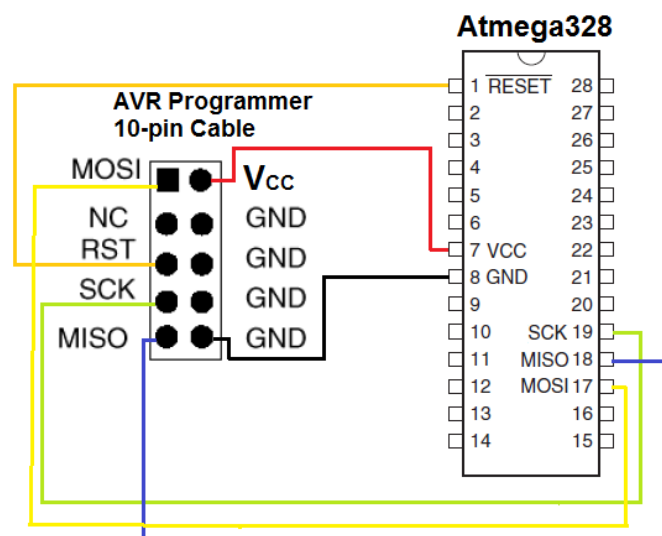 Atmega328
AVR Programmer
10-pin Cable
MOSI Vcc
NC GND
RST GND
SCK GND
MISO GND
1 RESET 28
2 27
3 26
4 25
5 24
6 23
7 VCC 22
8 GND 21
9 20
10 SCK 19
11 MISO 18
12 MOSI 17
13 16
14 15